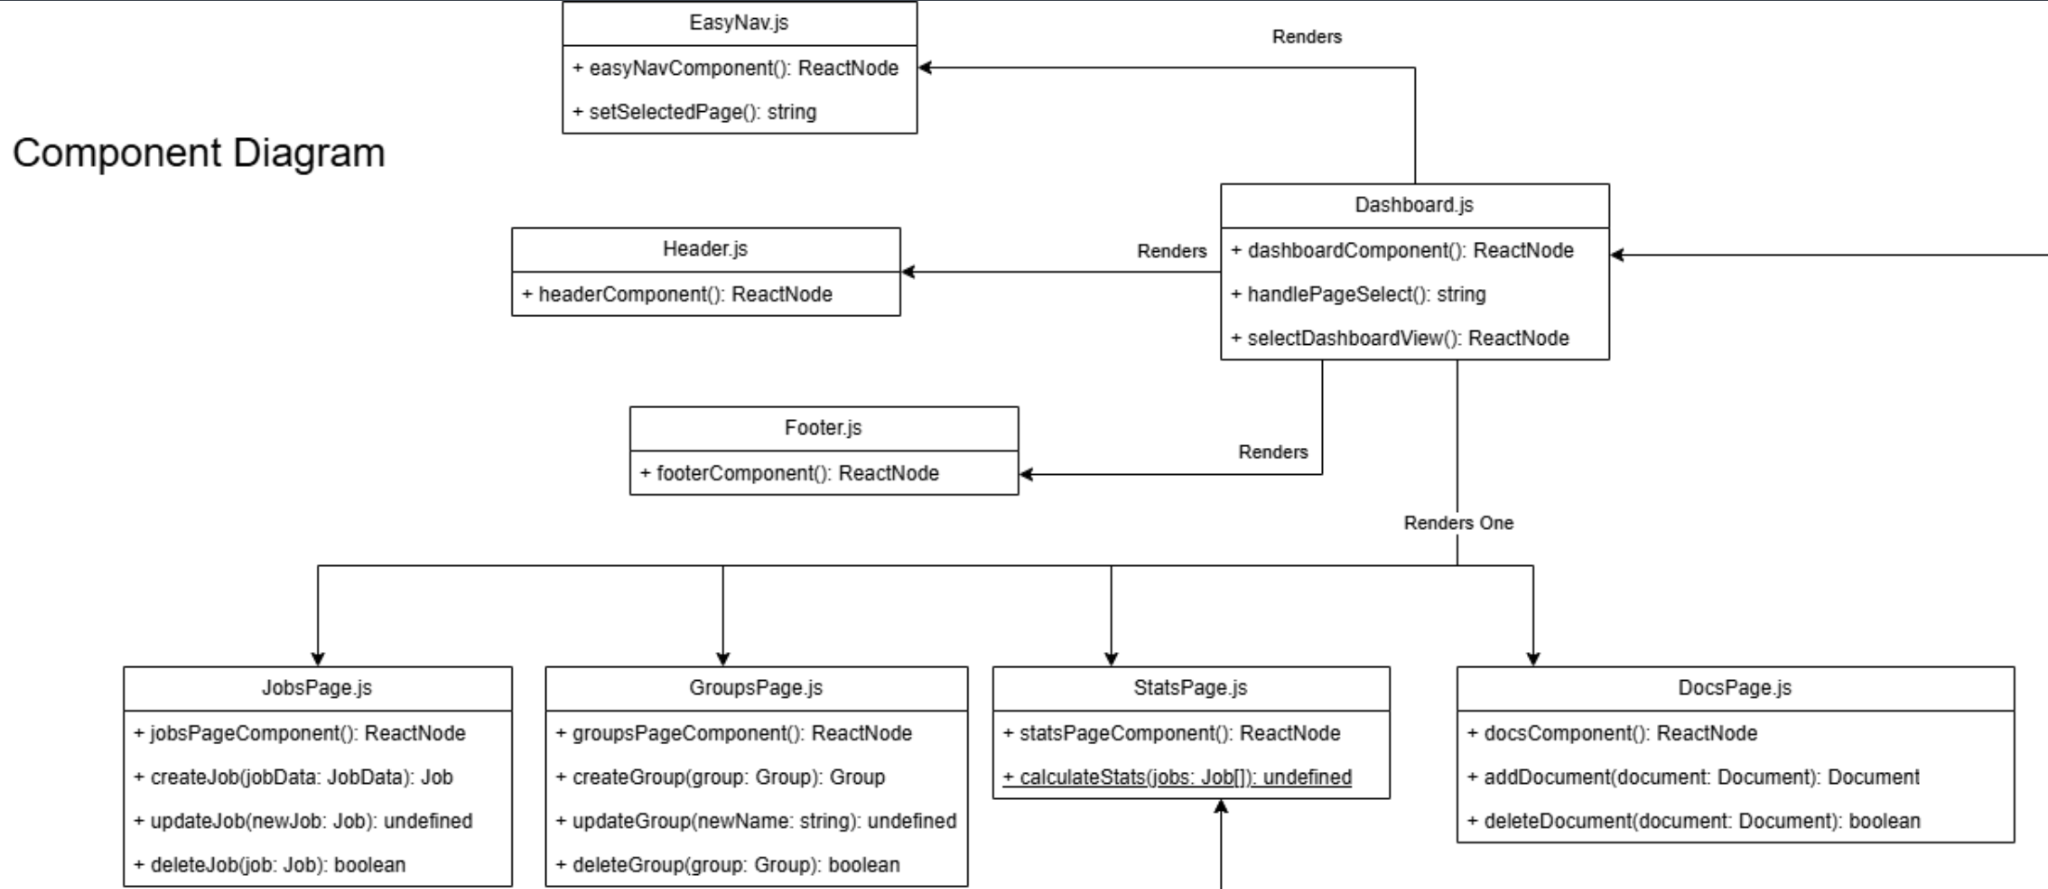 EasyNav.js
+ easyNavComponent(): ReactNode
+ setSelectedPage(): string
Renders
Component Diagram
Dashboard.js
+ dashboardComponent(): ReactNode
+ handlePageSelect(): string
+ selectDashboardView(): ReactNode
Header.js
+ headerComponent(): ReactNode
Renders
Footer.js
+ footerComponent(): ReactNode
Renders
Renders One
JobsPage.js
+ jobsPageComponent(): ReactNode
+ createJob(jobData: JobData): Job
+ updateJob(newJob: Job): undefined
+ deleteJob(job: Job): boolean
GroupsPage.js
+ groupsPageComponent(): ReactNode
+ createGroup(group: Group): Group
+ updateGroup(newName: string): undefined
+ deleteGroup(group: Group): boolean
StatsPage.js
+ statsPageComponent(): ReactNode
+ calculateStats(jobs: Job[]): undefined
DocsPage.js
+ docsComponent(): ReactNode
+ addDocument(document: Document): Document
+ deleteDocument(document: Document): boolean